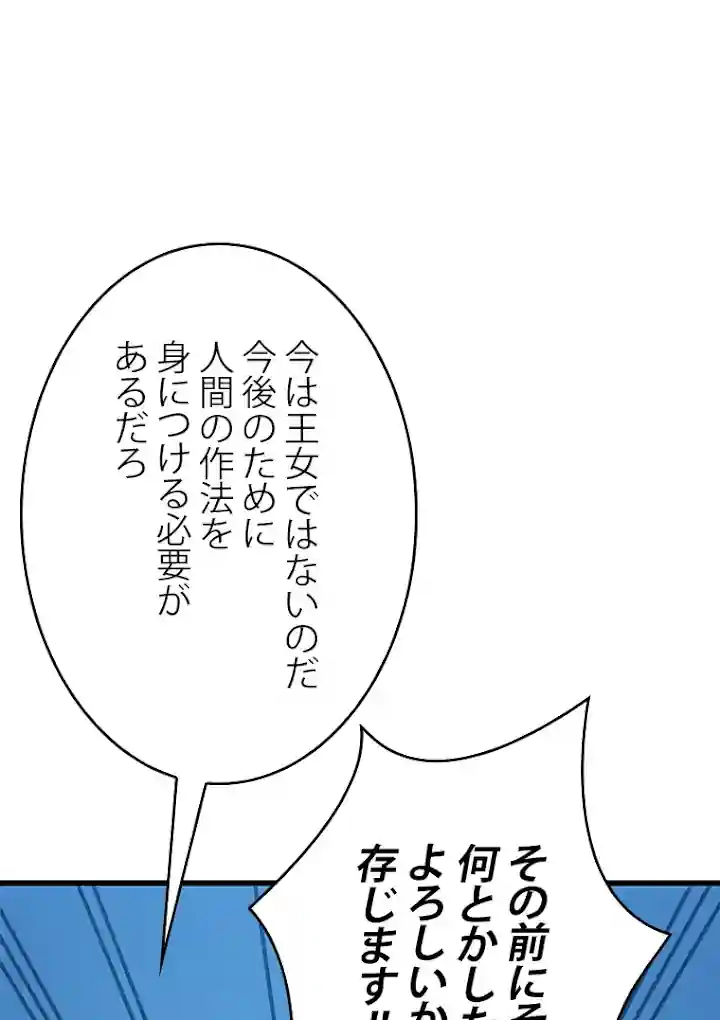 今は王女ではないのだ
今後のために
人間の作法を
身につける必要が
あるだろ
その前にそ
何とかした
よろしいか
存じます